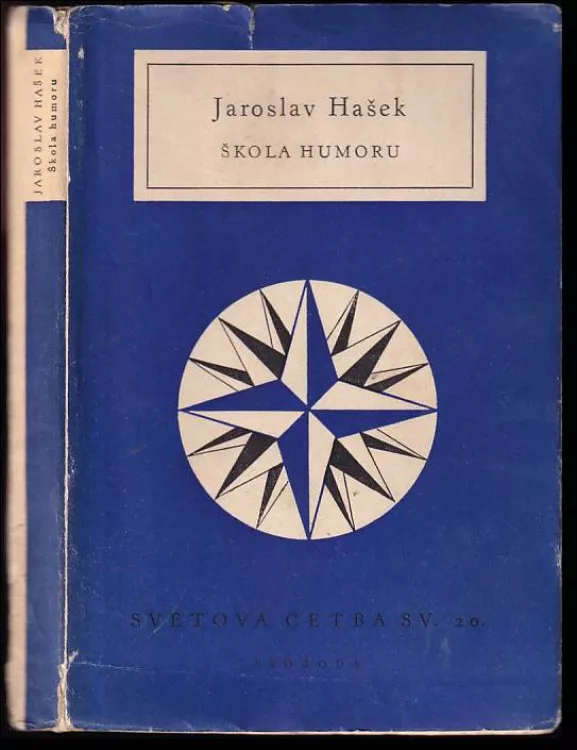 JAROSLAV HAŠEK
Škola humoru
Jaroslav Hašek
ŠKOLA HUMORU
SVĚTOVÁ ČETBA SV. 20.
SVOBODA